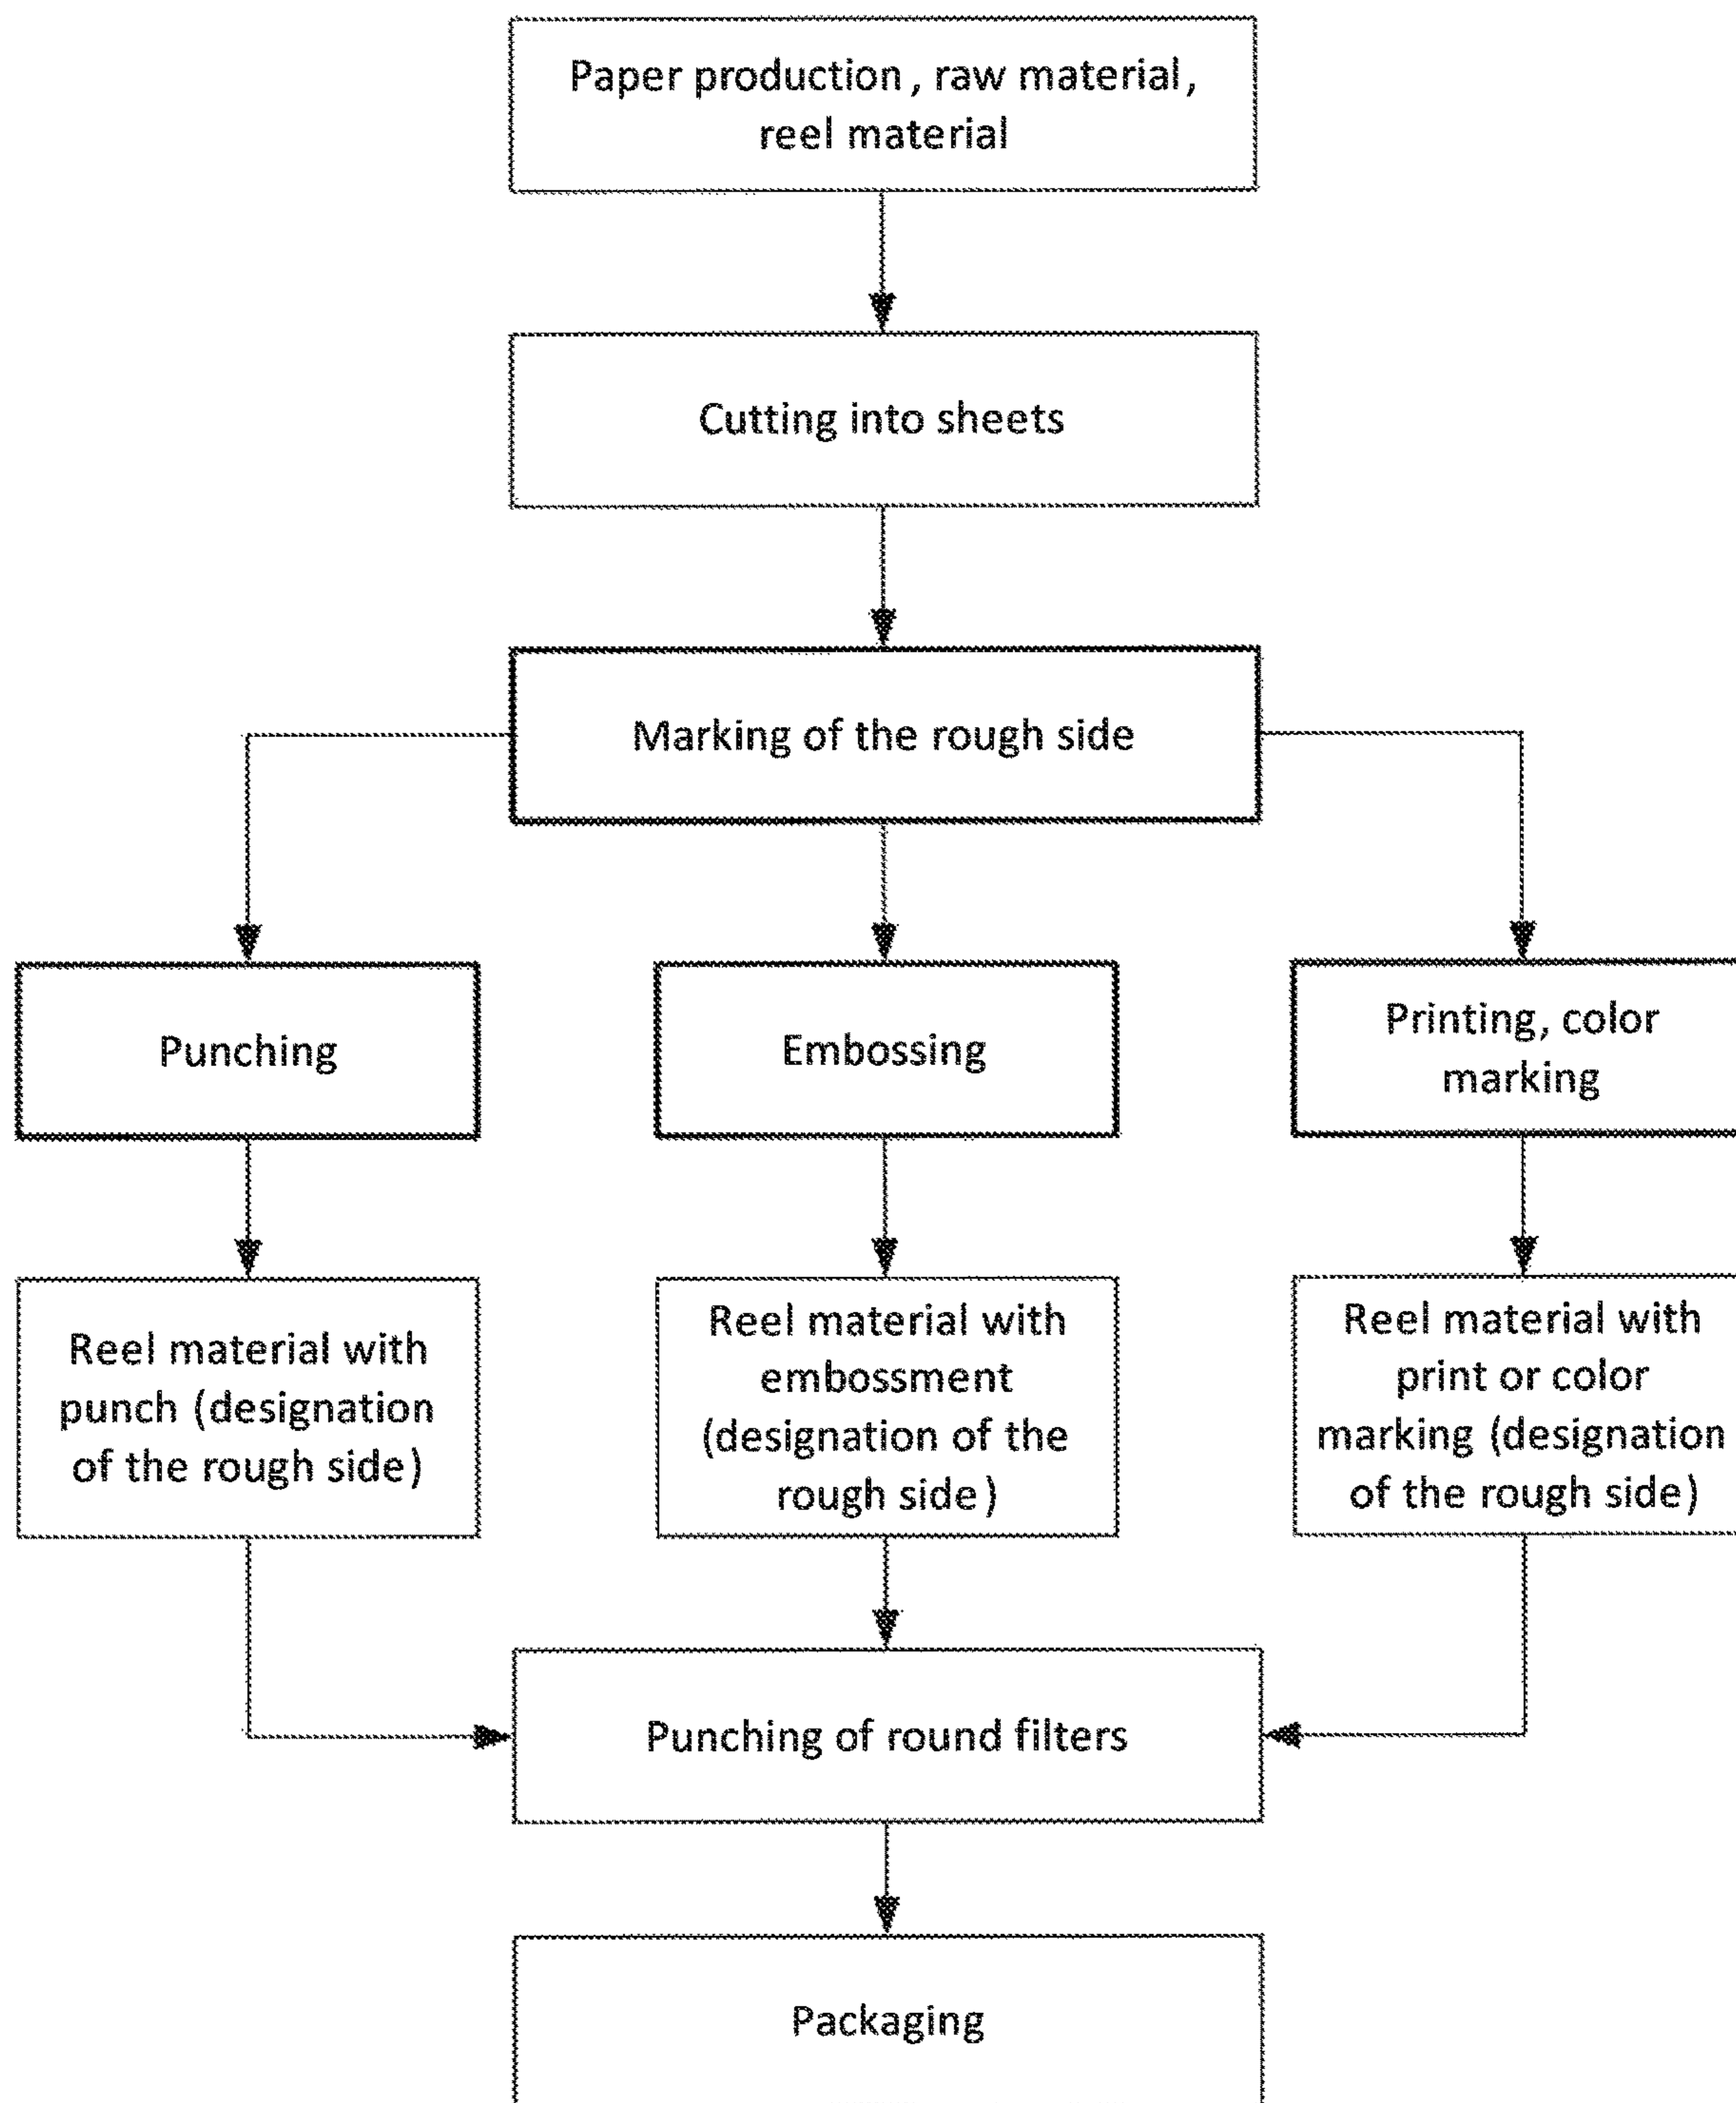 Paper production, raw material,
reel material
Cutting into sheets
Marking of the rough side
Punching
Embossing
Printing, color
marking
Reel material with
punch (designation
of the rough side)
Reel material with
embossment
(designation of the
rough side)
Reel material with
print or color
marking (designation
of the rough side)
Punching of round filters
Packaging